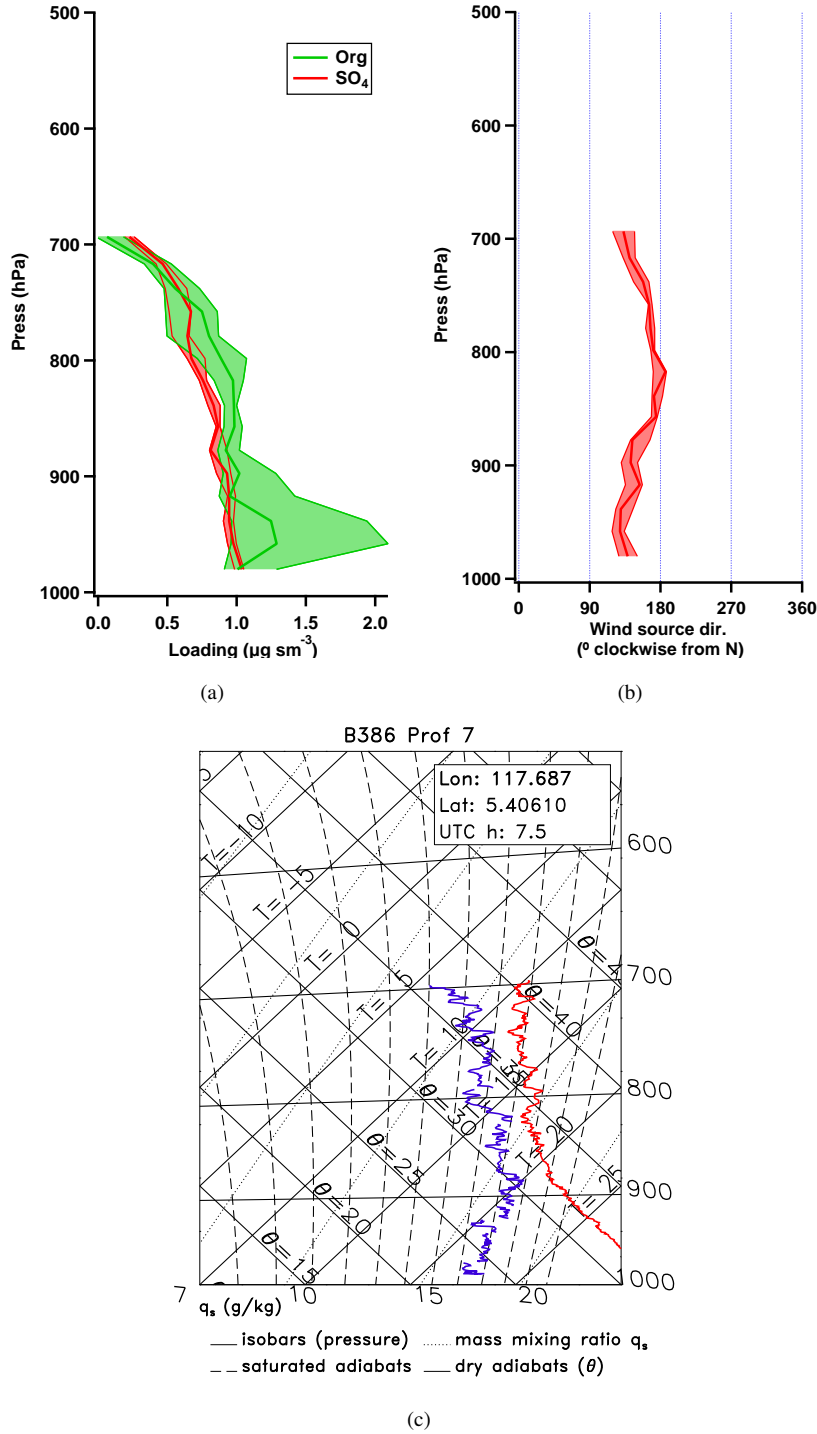 500
600
700
800
900
1000
Press (hPa)
Org
SO4
0.0 0.5 1.0 1.5 2.0
Loading (µg sm-3)
(a)
500
600
700
800
900
1000
Press (hPa)
0 90 180 270 360
Wind source dir.
(º clockwise from N)
(b)
B386 Prof 7
Lon: 117.687
Lat: 5.40610
UTC h: 7.5
600
700
800
900
1000
T=-10
T= -5
T= 0
T= 5
T= 10
T= 20
T= 25
θ=4
θ=40
θ=35
θ=30
θ=25
θ=20
θ=15
7 10 15 20
qs (g/kg)
isobars (pressure) mass mixing ratio qs
saturated adiabats dry adiabats (θ)
(c)